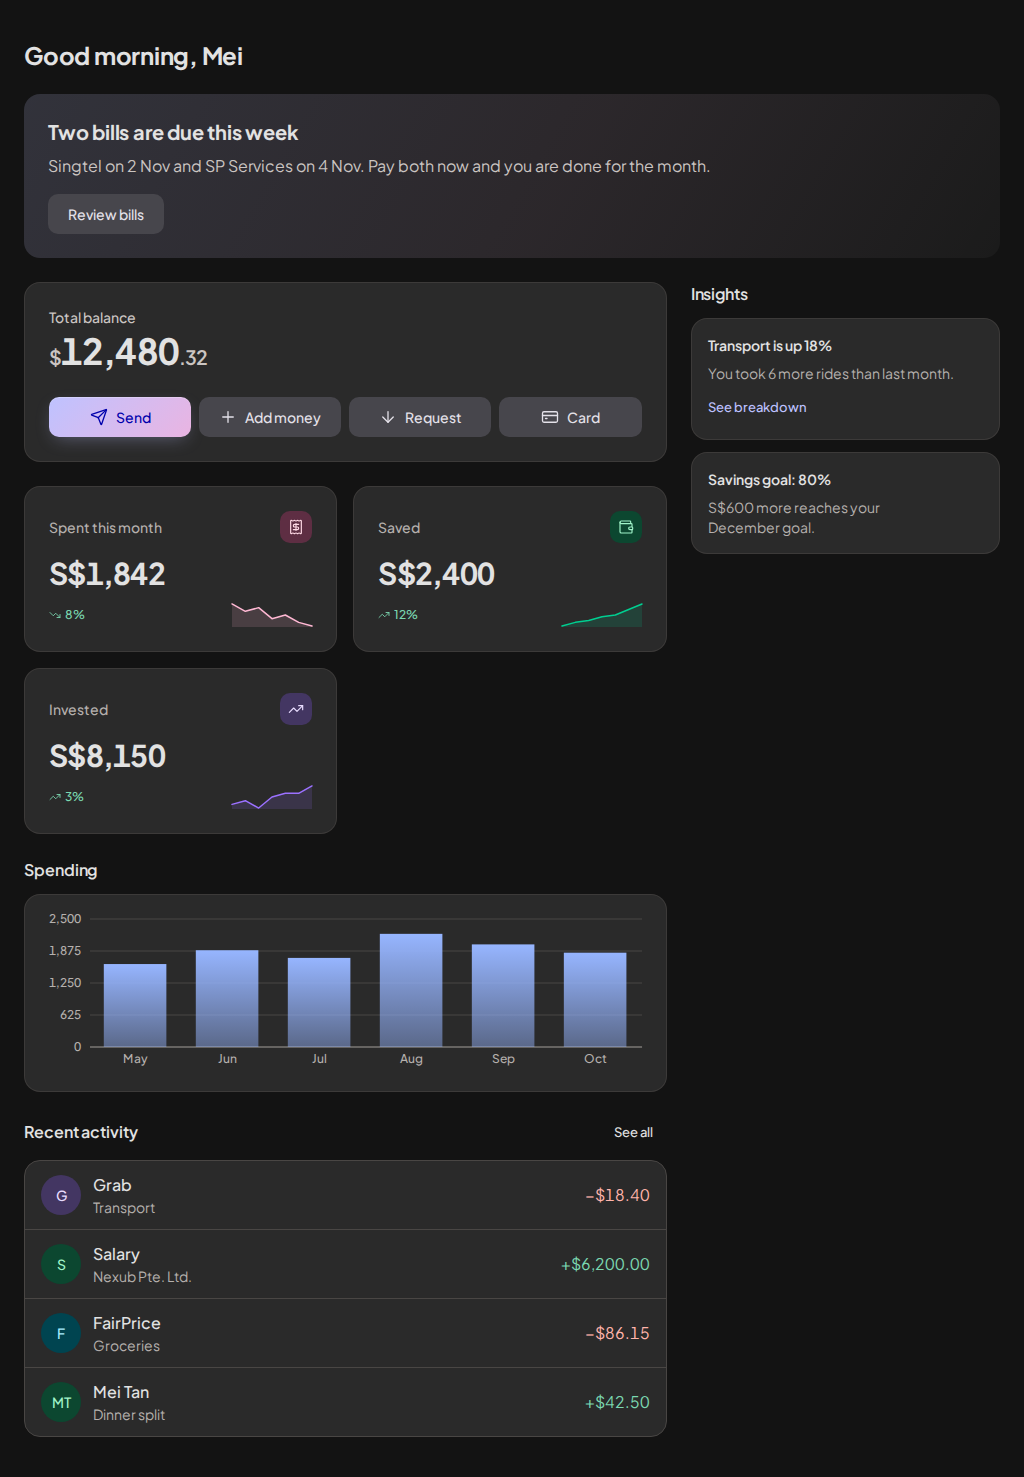 Good morning, Mei
Two bills are due this week
Singtel on 2 Nov and SP Services on 4 Nov. Pay both now and you are done for the month.
Review bills
Total balance
$12,480.32
Send
Add money
Request
Card
Insights
Transport is up 18%
You took 6 more rides than last month.
See breakdown
Savings goal: 80%
S$600 more reaches your
December goal.
Spent this month
S$1,842
8%
Saved
S$2,400
12%
Invested
S$8,150
3%
Spending
2,500
1,875
1,250
625
0
May
Jun
Jul
Aug
Sep
Oct
Recent activity
See all
G
Grab
Transport
−$18.40
S
Salary
Nexub Pte. Ltd.
+$6,200.00
F
FairPrice
Groceries
−$86.15
MT
Mei Tan
Dinner split
+$42.50